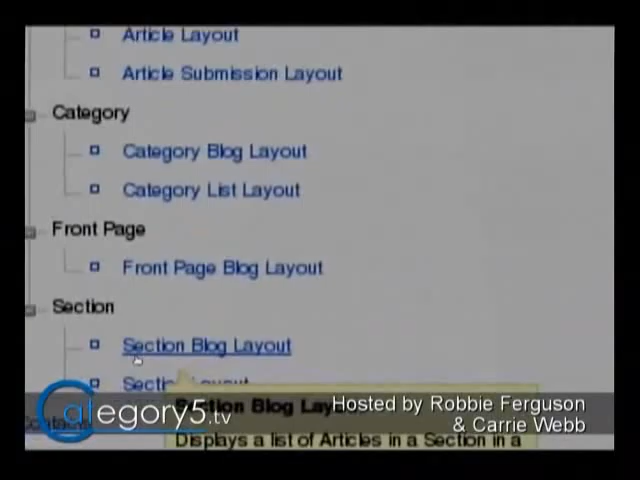 Article Layout
Article Submission Layout
Category
Category Blog Layout
Category List Layout
Front Page
Front Page Blog Layout
Section
Section Blog Layout
Section Layout
Section Blog Layout
Displays a list of Articles in a Section in a
Category5.tv
Hosted by Robbie Ferguson
& Carrie Webb